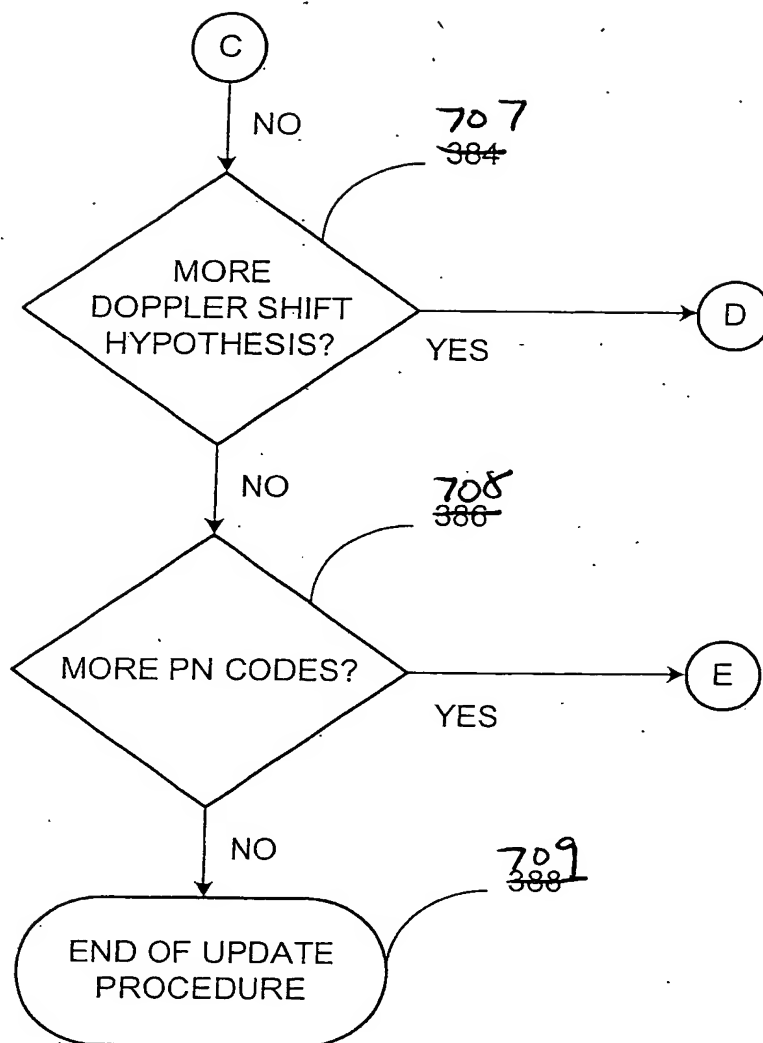 C
NO
707
384
MORE
DOPPLER SHIFT
HYPOTHESIS?
YES
D
NO
708
386
MORE PN CODES?
YES
E
NO
709
388
END OF UPDATE
PROCEDURE